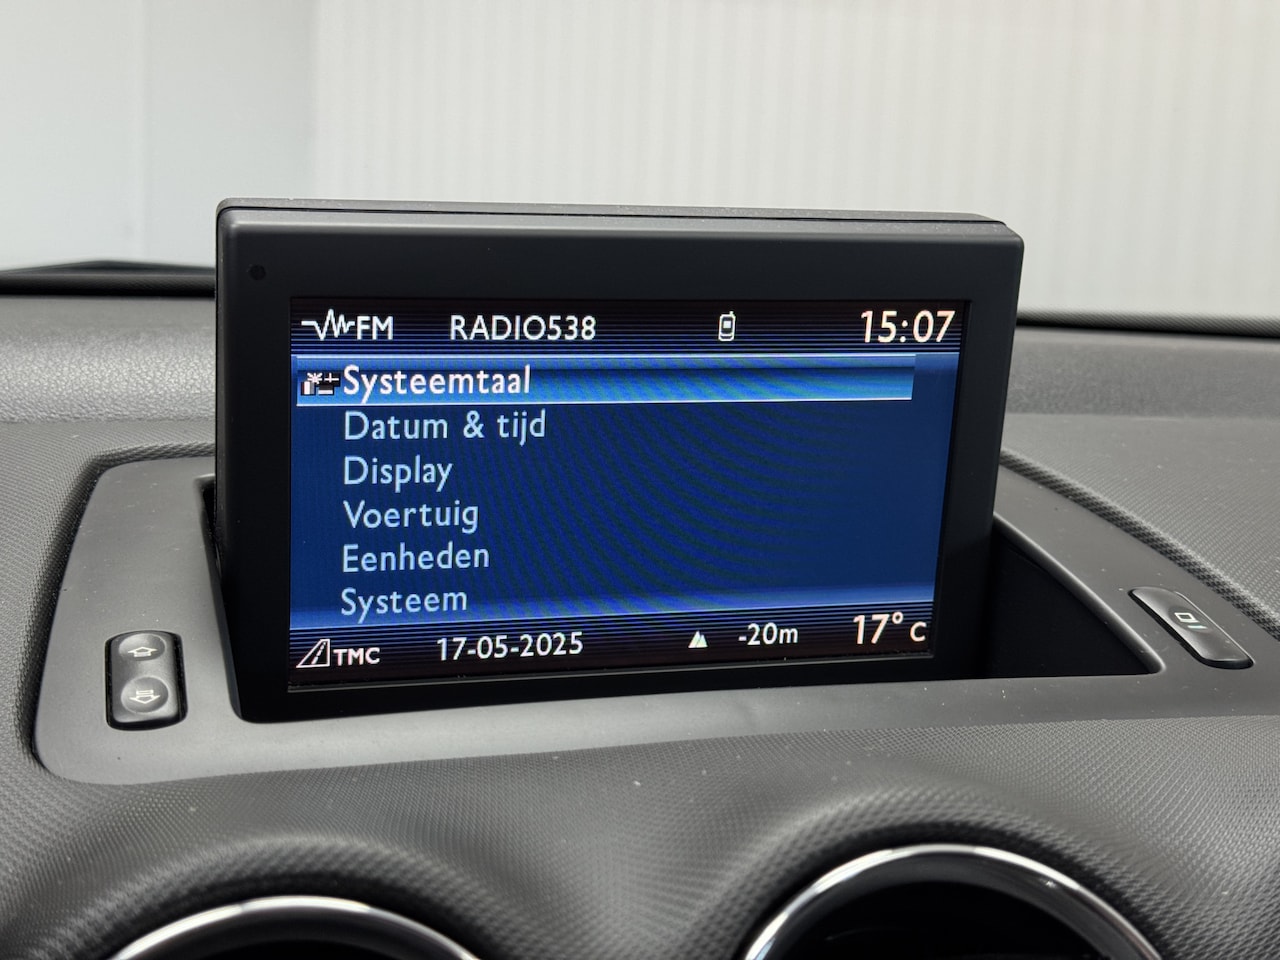 FM RADIO538 15:07
Systeemtaal
Datum & tijd
Display
Voertuig
Eenheden
Systeem
TMC 17-05-2025 -20m 17° C